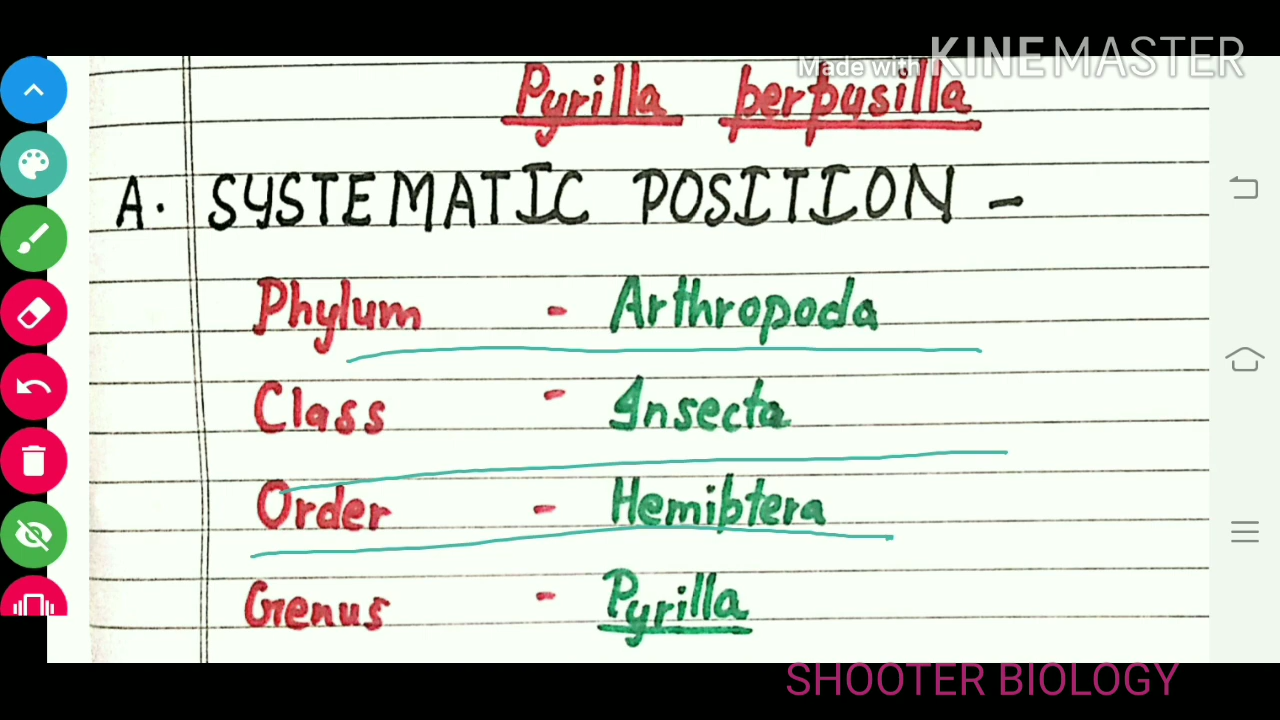 Made with KINEMASTER
Pyrilla perpusilla
A. SYSTEMATIC POSITION -
Phylum - Arthropoda
Class - Insecta
Order - Hemiptera
Genus - Pyrilla
SHOOTER BIOLOGY